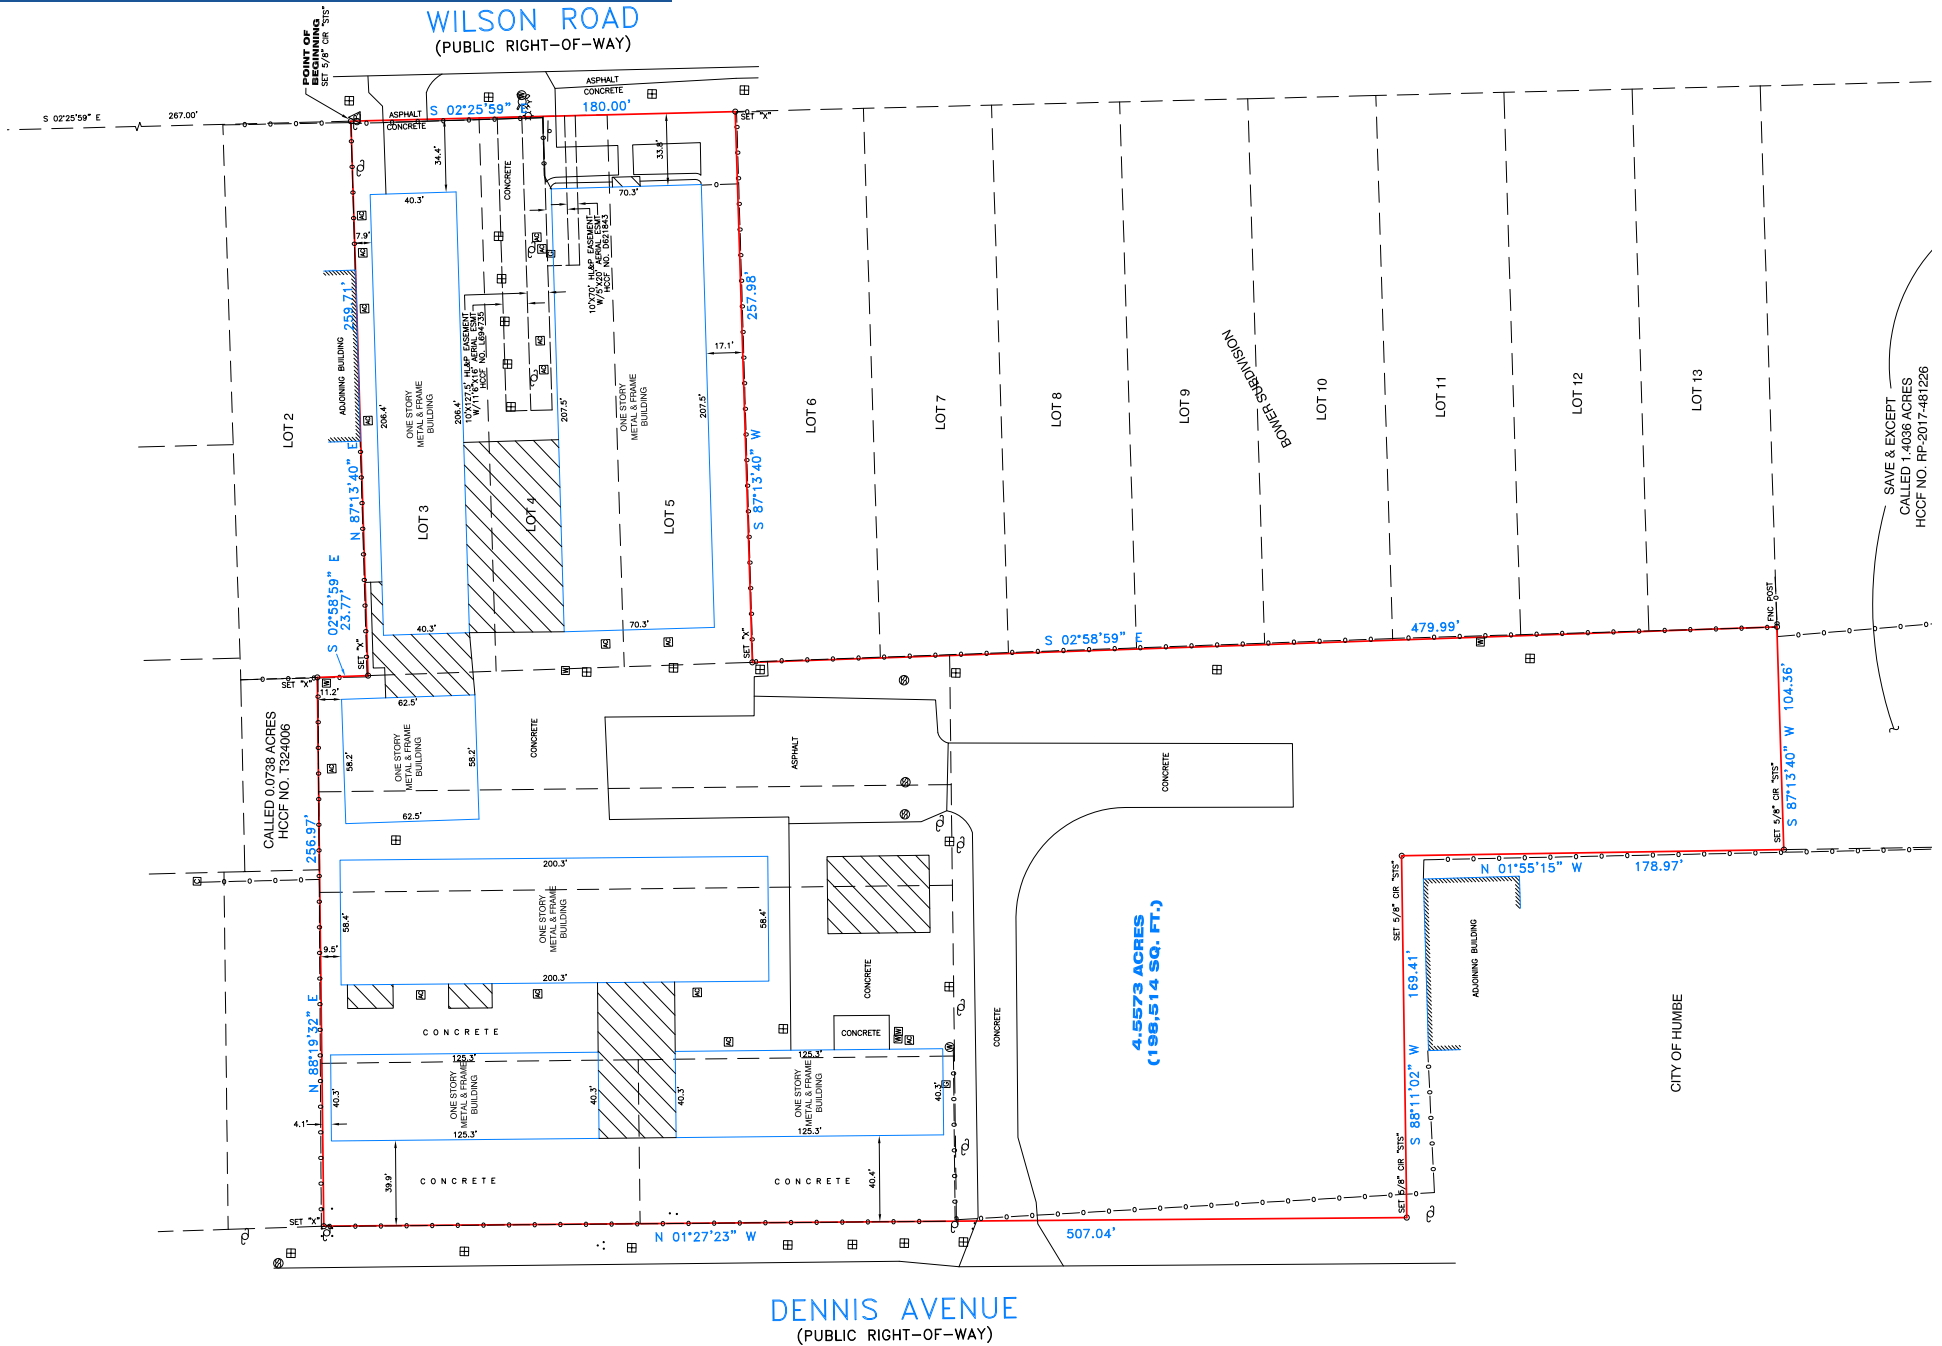 WILSON ROAD
(PUBLIC RIGHT-OF-WAY)
POINT OF
BEGINNING
SET 5/8" CIR "STS"
ASPHALT
CONCRETE
S 02°25'59" E
267.00'
ASPHALT
CONCRETE
S 02°25'59" E
180.00'
SET "X"
34.4'
CONCRETE
33.8'
40.3'
70.3'
7.9'
10'X70' HL&P EASEMENT
W/5'X20' AERIAL ESMT
HCCF NO. D621843
259.71'
257.98'
ADJOINING BUILDING
10'X127.5' HL&P EASEMENT
W/11'6"X16' AERIAL ESMT
HCCF NO. L694735
17.1'
ONE STORY
METAL & FRAME
BUILDING
206.4'
206.4'
ONE STORY
METAL & FRAME
BUILDING
207.5'
207.5'
LOT 2
LOT 3
LOT 4
LOT 5
LOT 6
LOT 7
LOT 8
LOT 9
BOWER SUBDIVISION
LOT 10
LOT 11
LOT 12
LOT 13
SAVE & EXCEPT
CALLED 1.4036 ACRES
HCCF NO. RP-2017-481226
N 87°13'40" E
S 87°13'40" W
S 02°58'59" E
23.77'
40.3'
70.3'
SET "X"
SET "X"
SET "X"
S 02°58'59" E
479.99'
FNC POST
11.2'
62.5'
58.2'
ONE STORY
METAL & FRAME
BUILDING
58.2'
62.5'
CONCRETE
ASPHALT
CONCRETE
S 87°13'40" W 104.36'
SET 5/8" CIR "STS"
CALLED 0.0738 ACRES
HCCF NO. T324006
256.97'
200.3'
58.4'
ONE STORY
METAL & FRAME
BUILDING
58.4'
9.5'
200.3'
CONCRETE
CONCRETE
CONCRETE
CONCRETE
4.5573 ACRES
(198,514 SQ. FT.)
SET 5/8" CIR "STS"
N 01°55'15" W
178.97'
ADJOINING BUILDING
S 88°11'02" W 169.41'
CITY OF HUMBE
N 88°19'32" E
125.3'
125.3'
40.3'
ONE STORY
METAL & FRAME
BUILDING
40.3'
40.3'
ONE STORY
METAL & FRAME
BUILDING
40.3'
4.1'
125.3'
125.3'
39.9'
CONCRETE
CONCRETE
40.4'
SET 5/8" CIR "STS"
SET "X"
N 01°27'23" W
507.04'
DENNIS AVENUE
(PUBLIC RIGHT-OF-WAY)